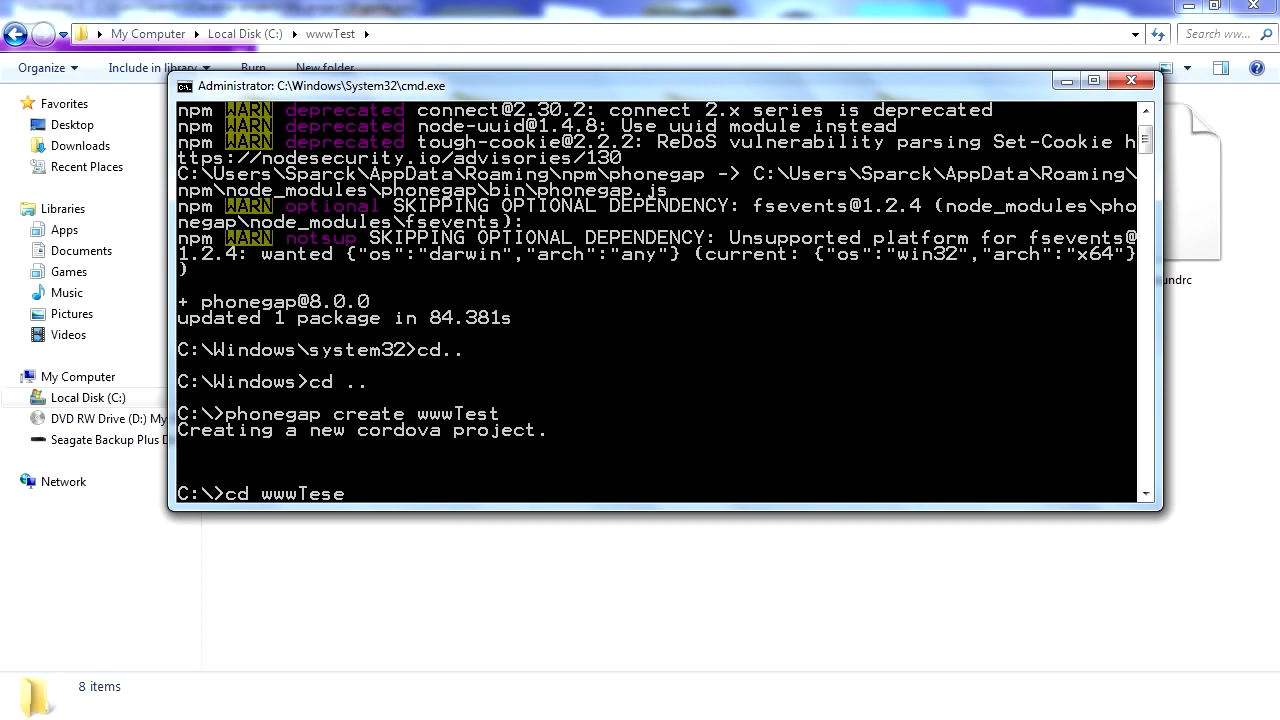 My Computer Local Disk (C:) wwwTest
Search ww...
Organize Include in library Burn New folder
Administrator: C:\Windows\System32\cmd.exe
npm WARN deprecated connect@2.30.2: connect 2.x series is deprecated
npm WARN deprecated node-uuid@1.4.8: Use uuid module instead
npm WARN deprecated tough-cookie@2.2.2: ReDoS vulnerability parsing Set-Cookie h
ttps://nodesecurity.io/advisories/130
C:\Users\Sparck\AppData\Roaming\npm\phonegap -> C:\Users\Sparck\AppData\Roaming\
npm\node_modules\phonegap\bin\phonegap.js
npm WARN optional SKIPPING OPTIONAL DEPENDENCY: fsevents@1.2.4 (node_modules\pho
negap\node_modules\fsevents):
npm WARN notsup SKIPPING OPTIONAL DEPENDENCY: Unsupported platform for fsevents@
1.2.4: wanted {"os":"darwin","arch":"any"} (current: {"os":"win32","arch":"x64"}
)
+ phonegap@8.0.0
updated 1 package in 84.381s
C:\Windows\system32>cd..
C:\Windows>cd ..
C:\>phonegap create wwwTest
Creating a new cordova project.
C:\>cd wwwTese
Favorites
Desktop
Downloads
Recent Places
Libraries
Apps
Documents
Games
Music
Pictures
Videos
My Computer
Local Disk (C:)
DVD RW Drive (D:) My
Seagate Backup Plus D
Network
undrc
8 items